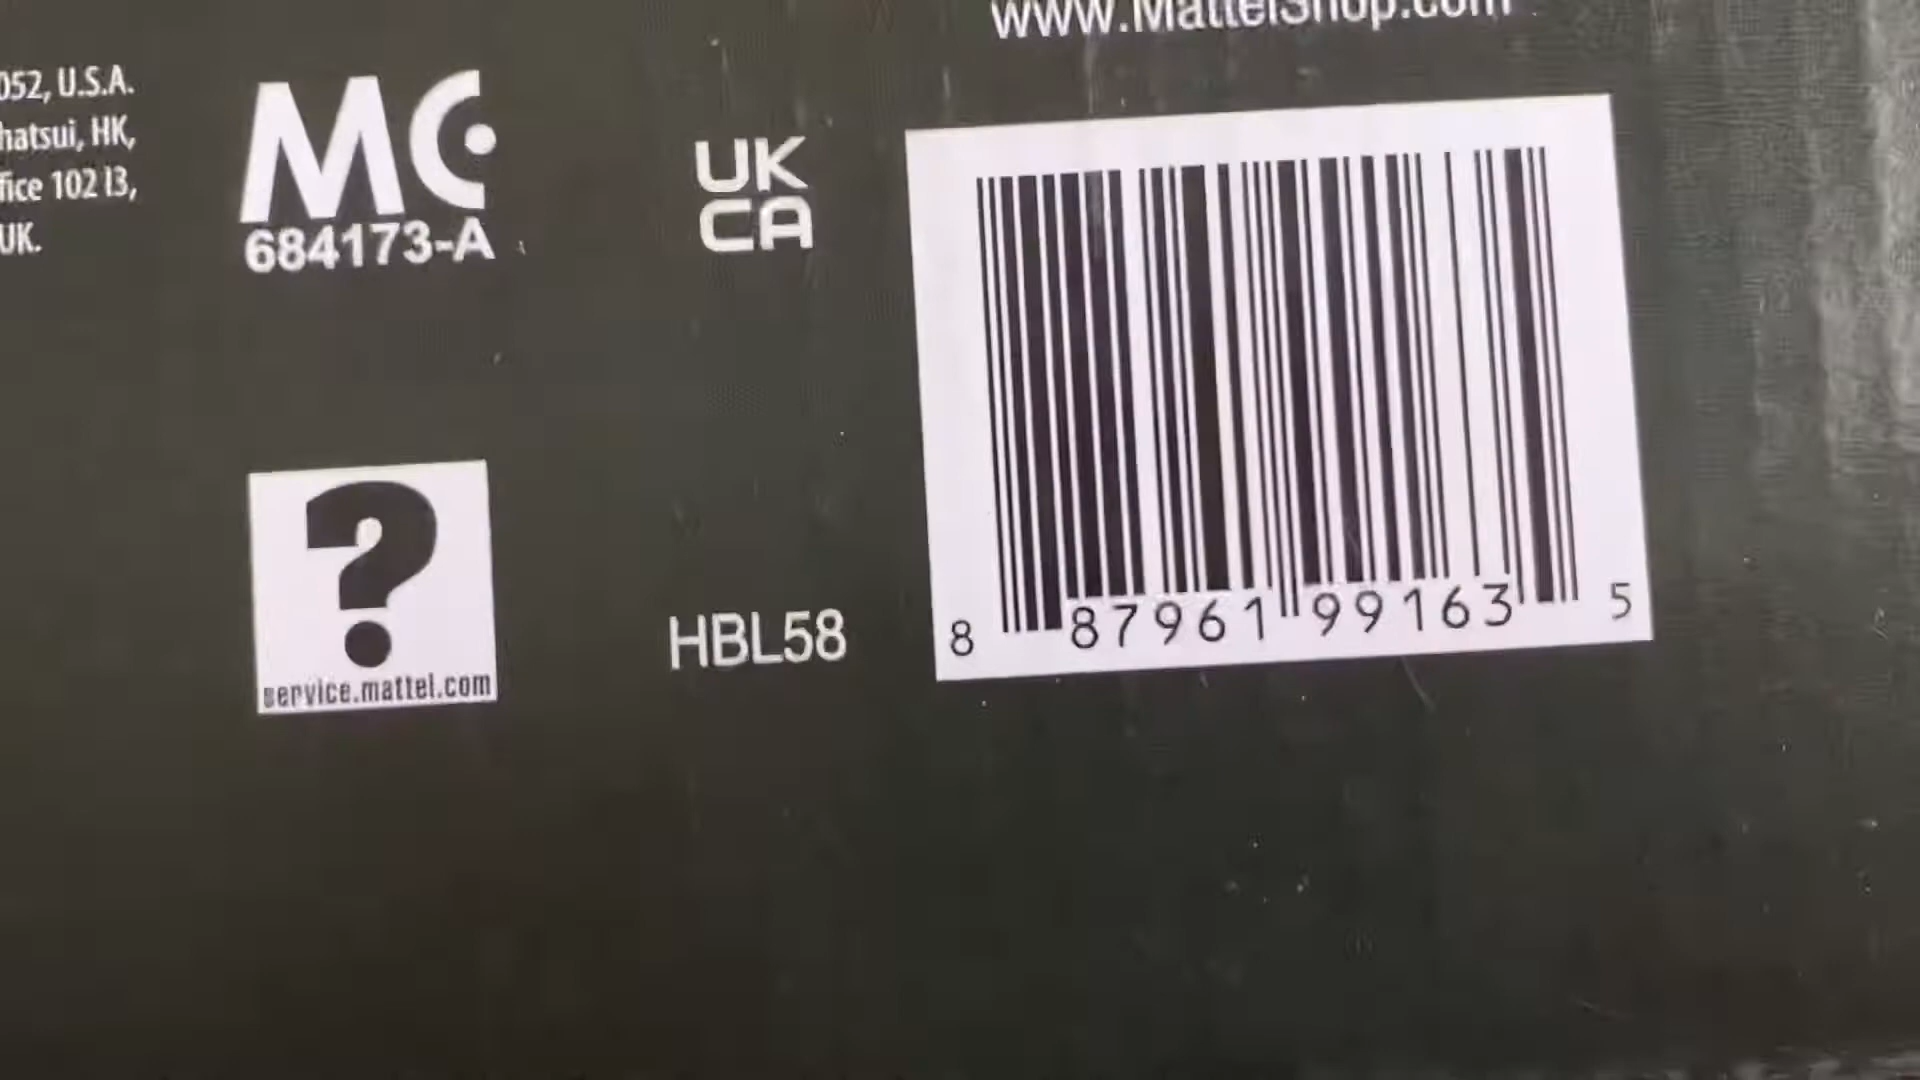 www.MattelShop.com
052, U.S.A.
hatsui, HK,
fice 102 I3,
UK.
MC
684173-A
UK
CA
?
service.mattel.com
HBL58
8 87961 99163 5